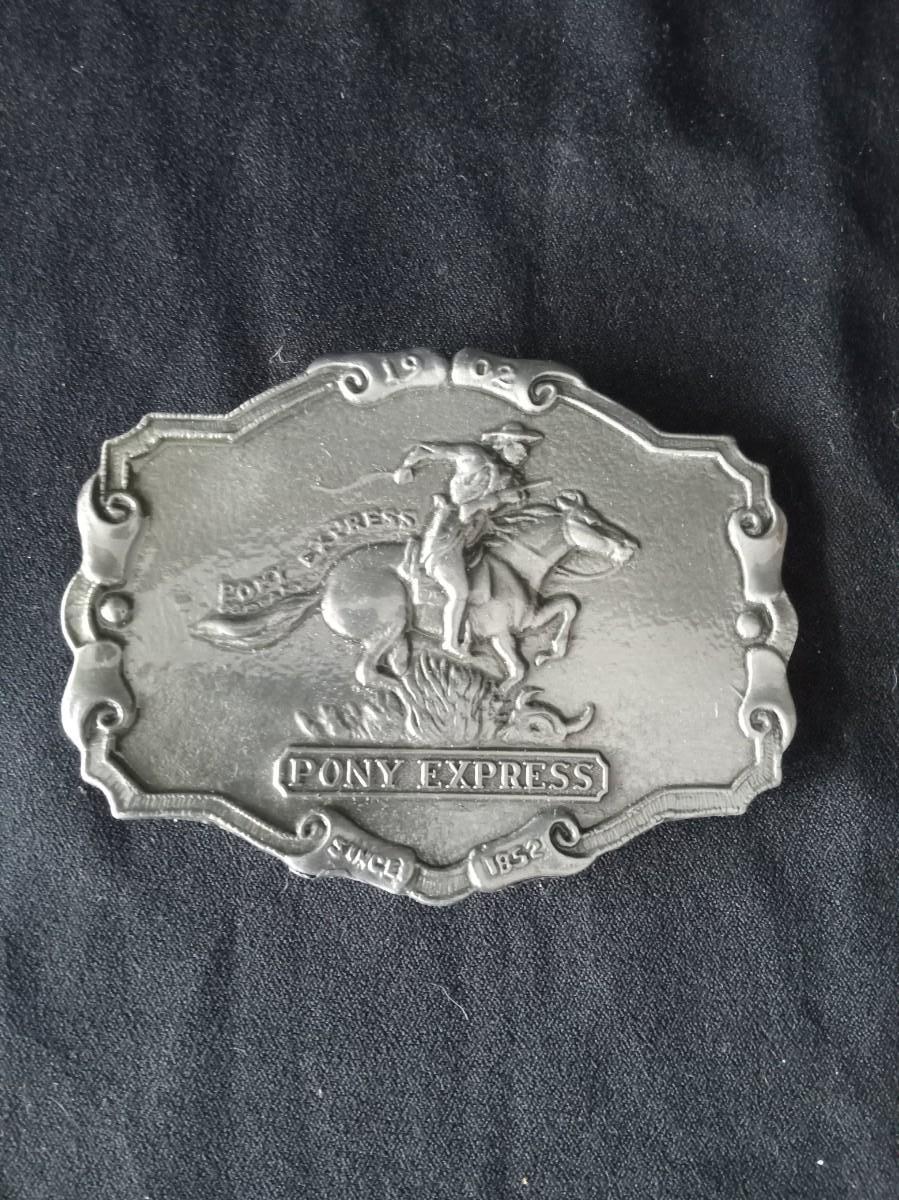 19 02
PONY EXPRESS
PONY EXPRESS
SINCE 1852